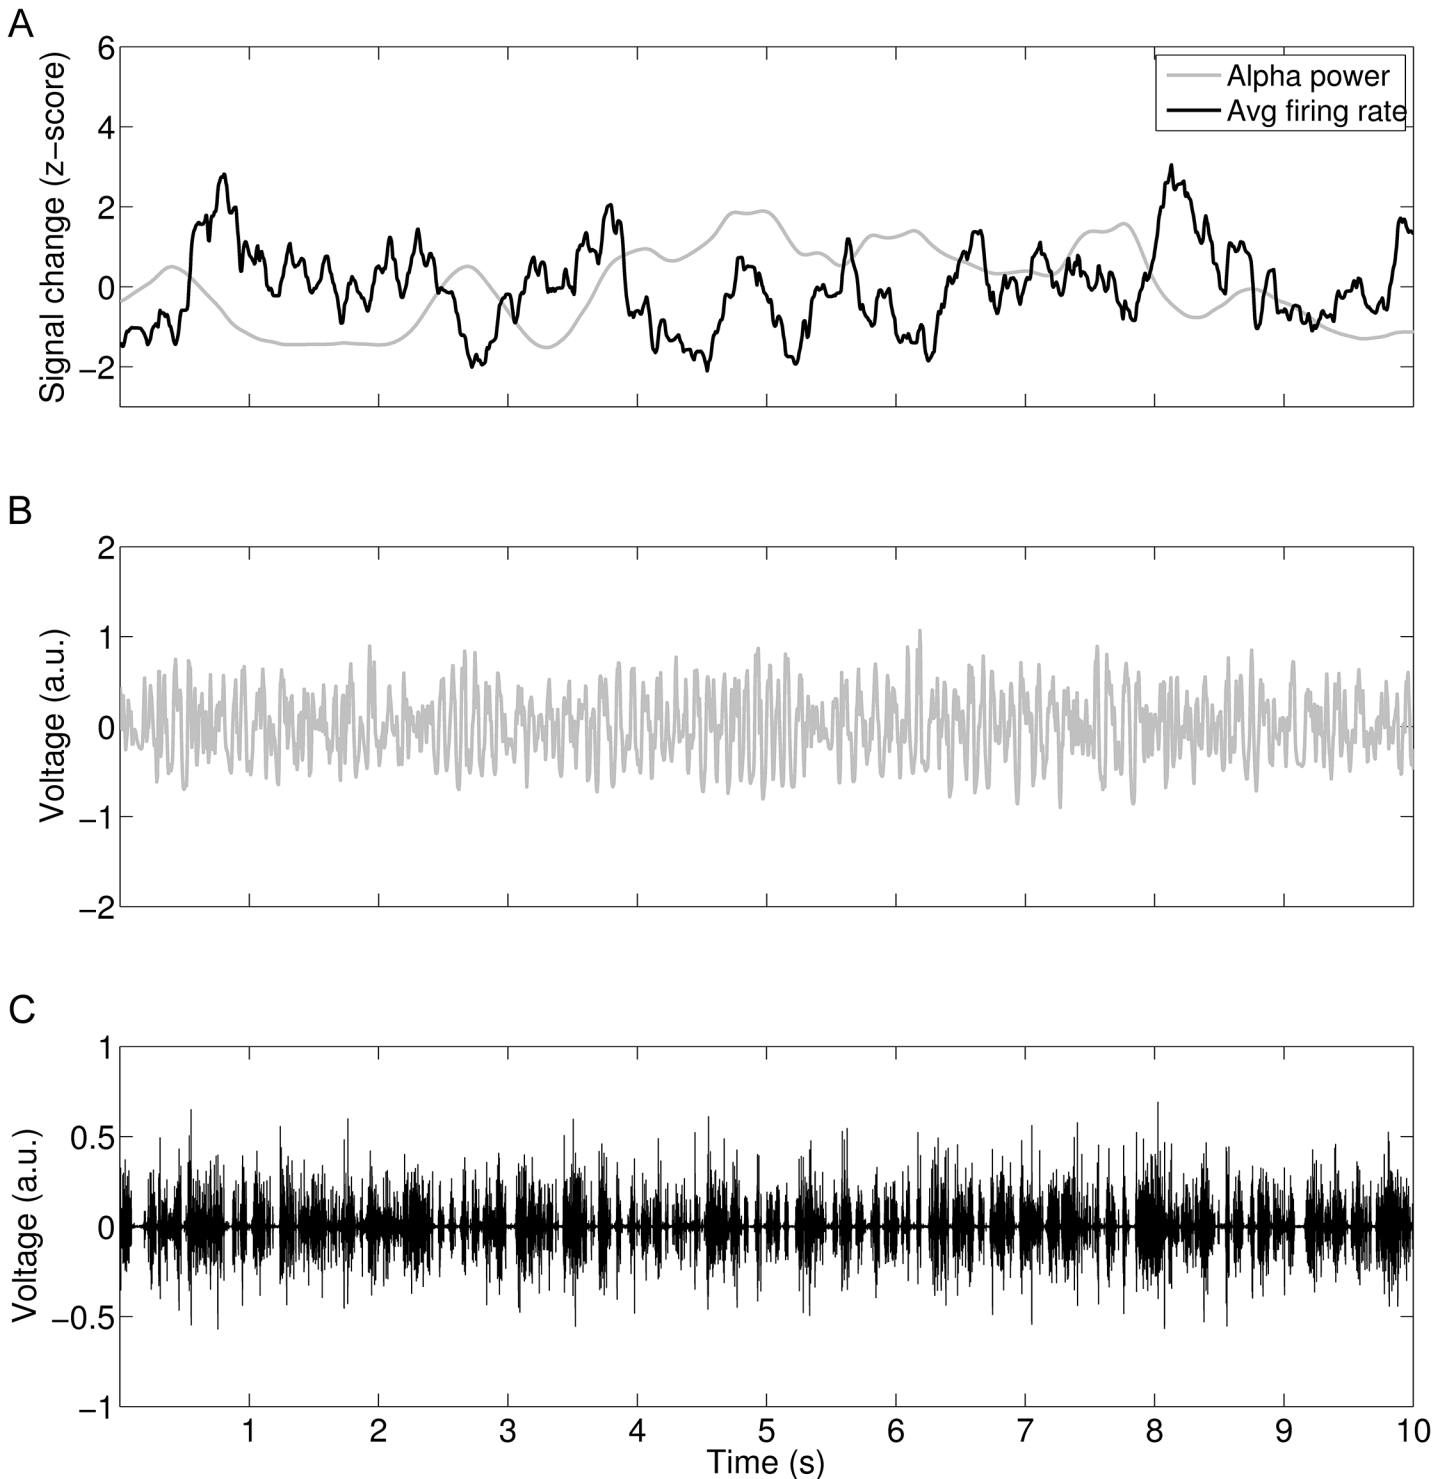 A
Signal change (z−score)
6
4
2
0
−2
Alpha power
Avg firing rate
B
Voltage (a.u.)
2
1
0
−1
−2
C
Voltage (a.u.)
1
0.5
0
−0.5
−1
1 2 3 4 5 6 7 8 9 10
Time (s)